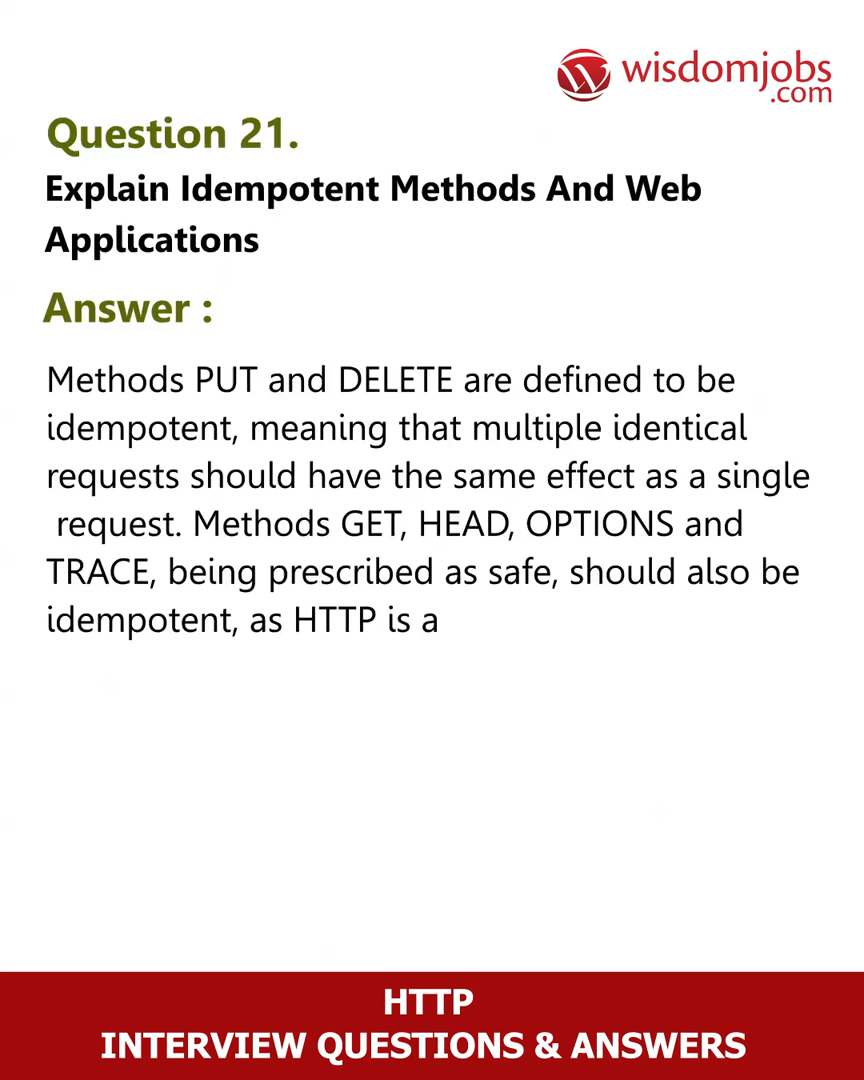 wisdomjobs
.com
Question 21.
Explain Idempotent Methods And Web
Applications
Answer :
Methods PUT and DELETE are defined to be
idempotent, meaning that multiple identical
requests should have the same effect as a single
request. Methods GET, HEAD, OPTIONS and
TRACE, being prescribed as safe, should also be
idempotent, as HTTP is a
HTTP
INTERVIEW QUESTIONS & ANSWERS